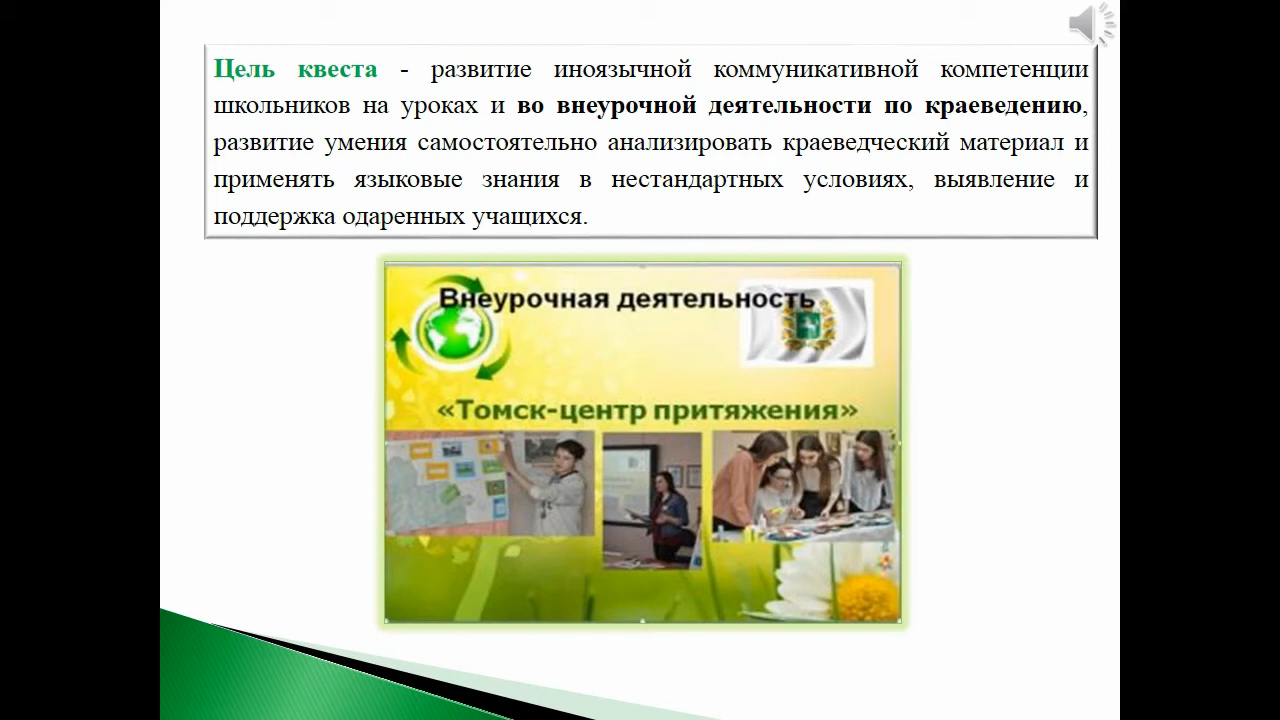 Цель квеста - развитие иноязычной коммуникативной компетенции
школьников на уроках и во внеурочной деятельности по краеведению,
развитие умения самостоятельно анализировать краеведческий материал и
применять языковые знания в нестандартных условиях, выявление и
поддержка одаренных учащихся.
Внеурочная деятельность
«Томск-центр притяжения»